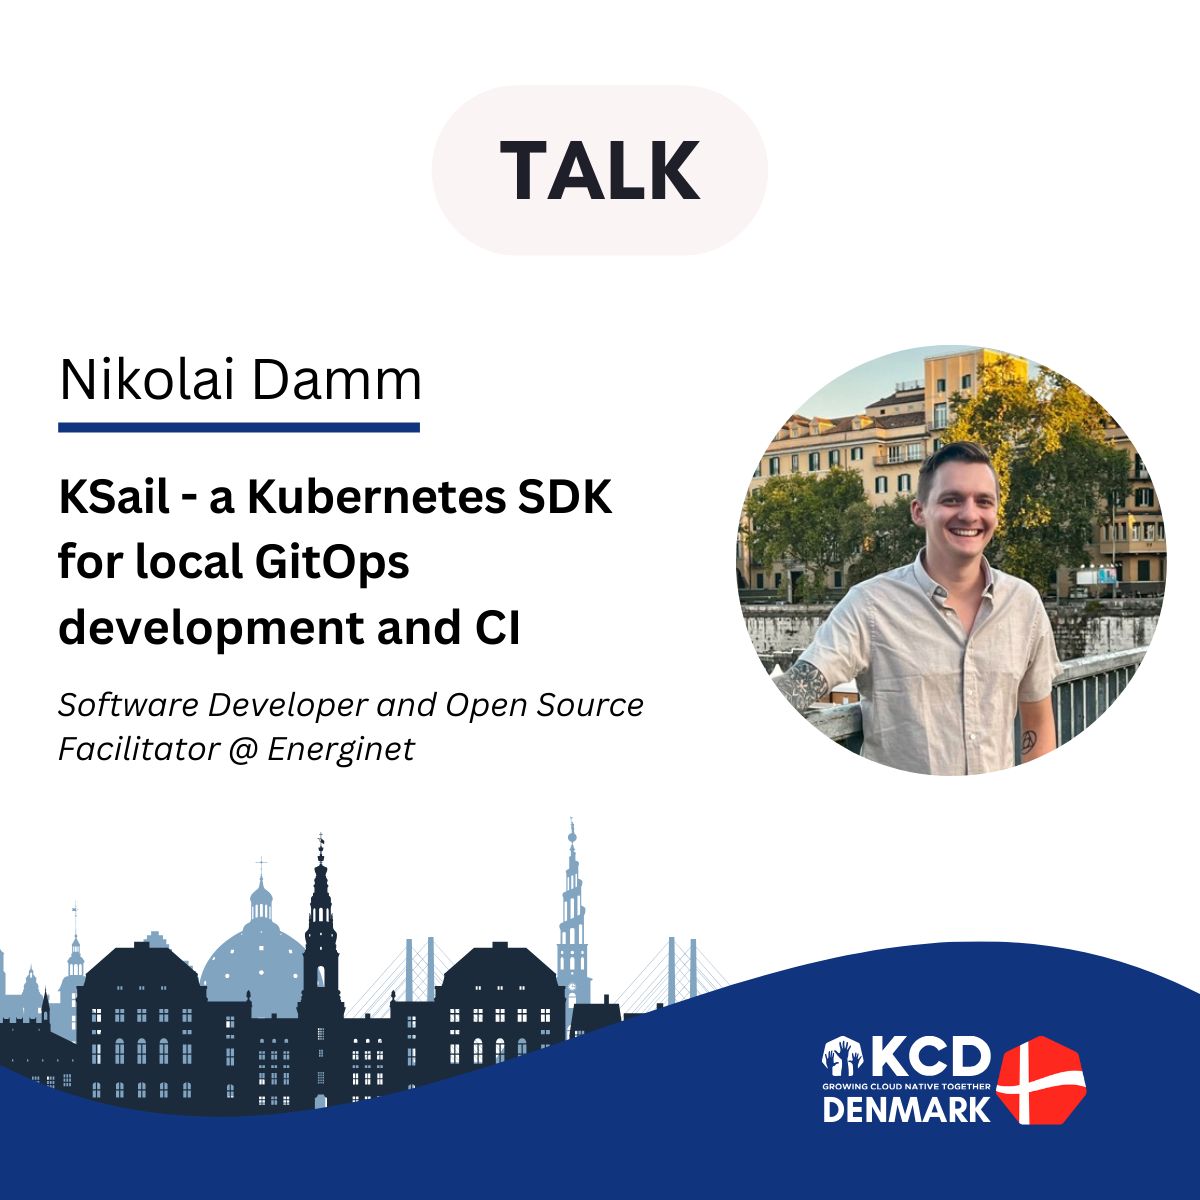 TALK
Nikolai Damm
KSail - a Kubernetes SDK
for local GitOps
development and CI
Software Developer and Open Source
Facilitator @ Energinet
KCD
GROWING CLOUD NATIVE TOGETHER
DENMARK